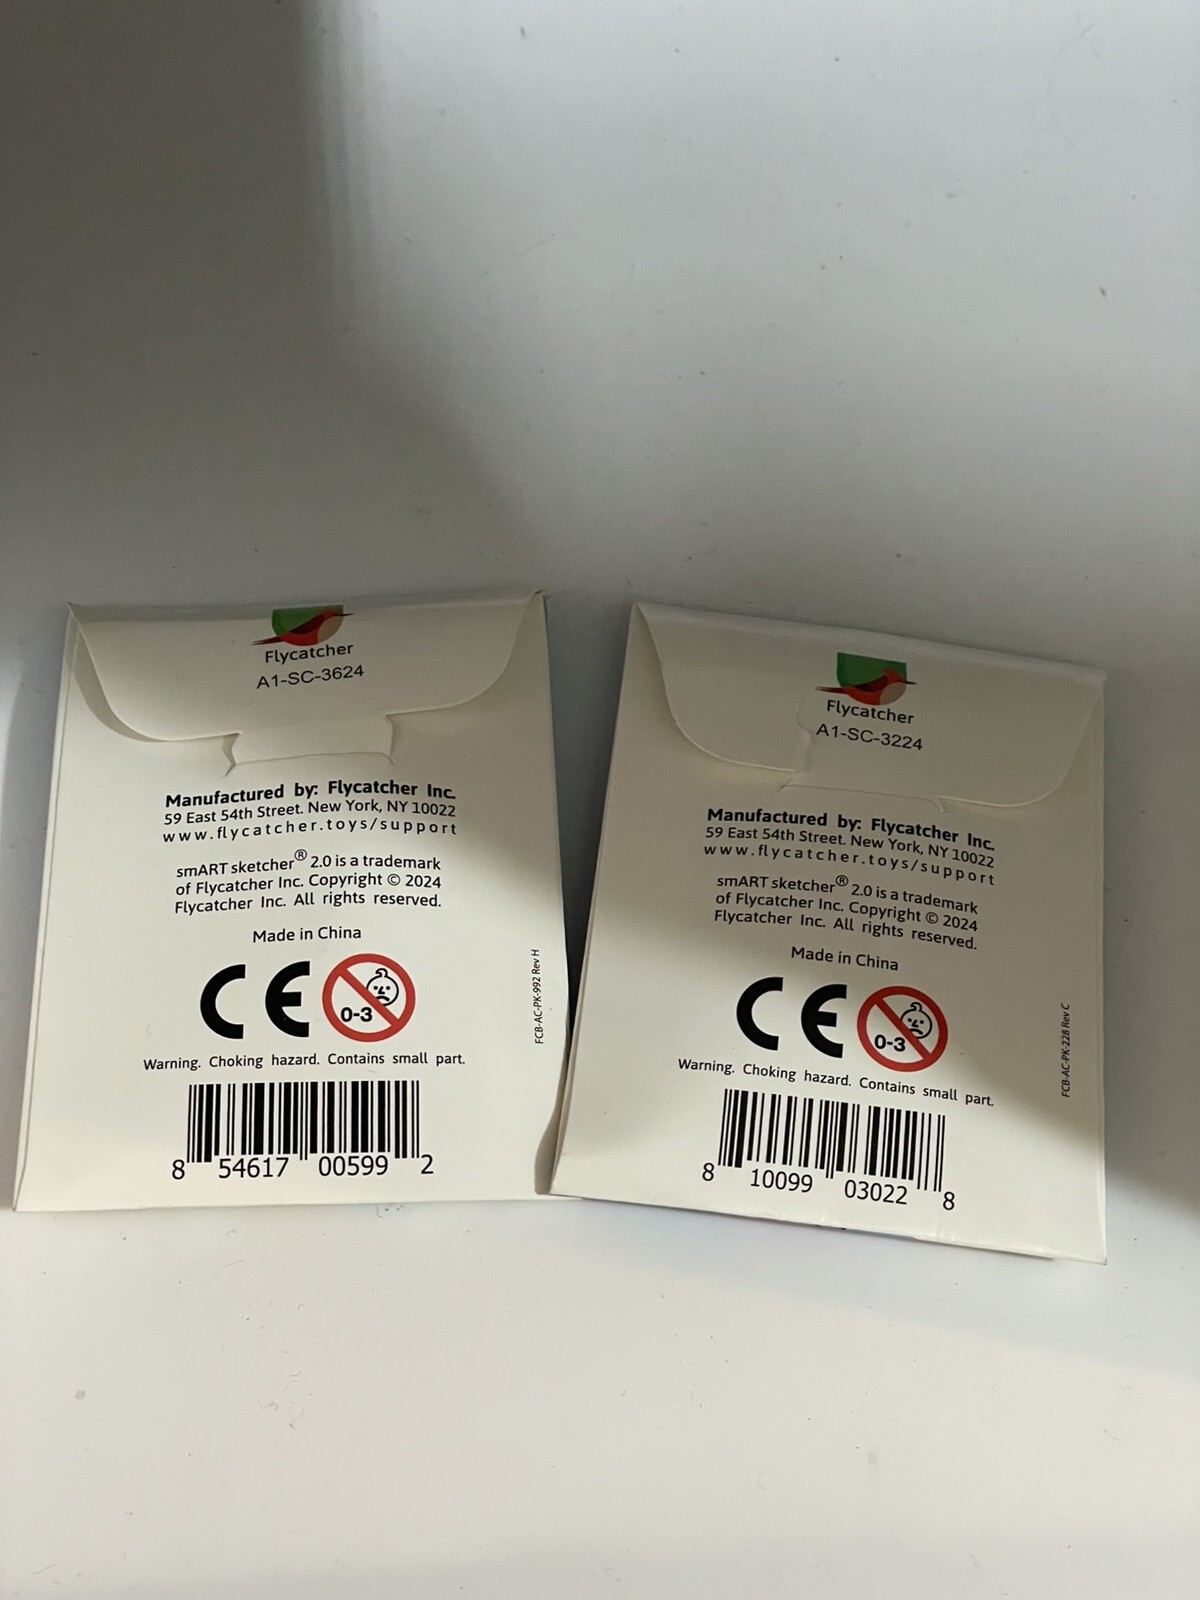 Flycatcher
A1-SC-3624
Manufactured by: Flycatcher Inc.
59 East 54th Street. New York, NY 10022
www.flycatcher.toys/support
smART sketcher® 2.0 is a trademark
of Flycatcher Inc. Copyright © 2024
Flycatcher Inc. All rights reserved.
Made in China
CE
0-3
FCB-AC-PK-992 Rev H
Warning. Choking hazard. Contains small part.
8 54617 00599 2
Flycatcher
A1-SC-3224
Manufactured by: Flycatcher Inc.
59 East 54th Street. New York, NY 10022
www.flycatcher.toys/support
smART sketcher® 2.0 is a trademark
of Flycatcher Inc. Copyright © 2024
Flycatcher Inc. All rights reserved.
Made in China
CE
0-3
FCB-AC-PK-228 Rev C
Warning. Choking hazard. Contains small part.
8 10099 03022 8